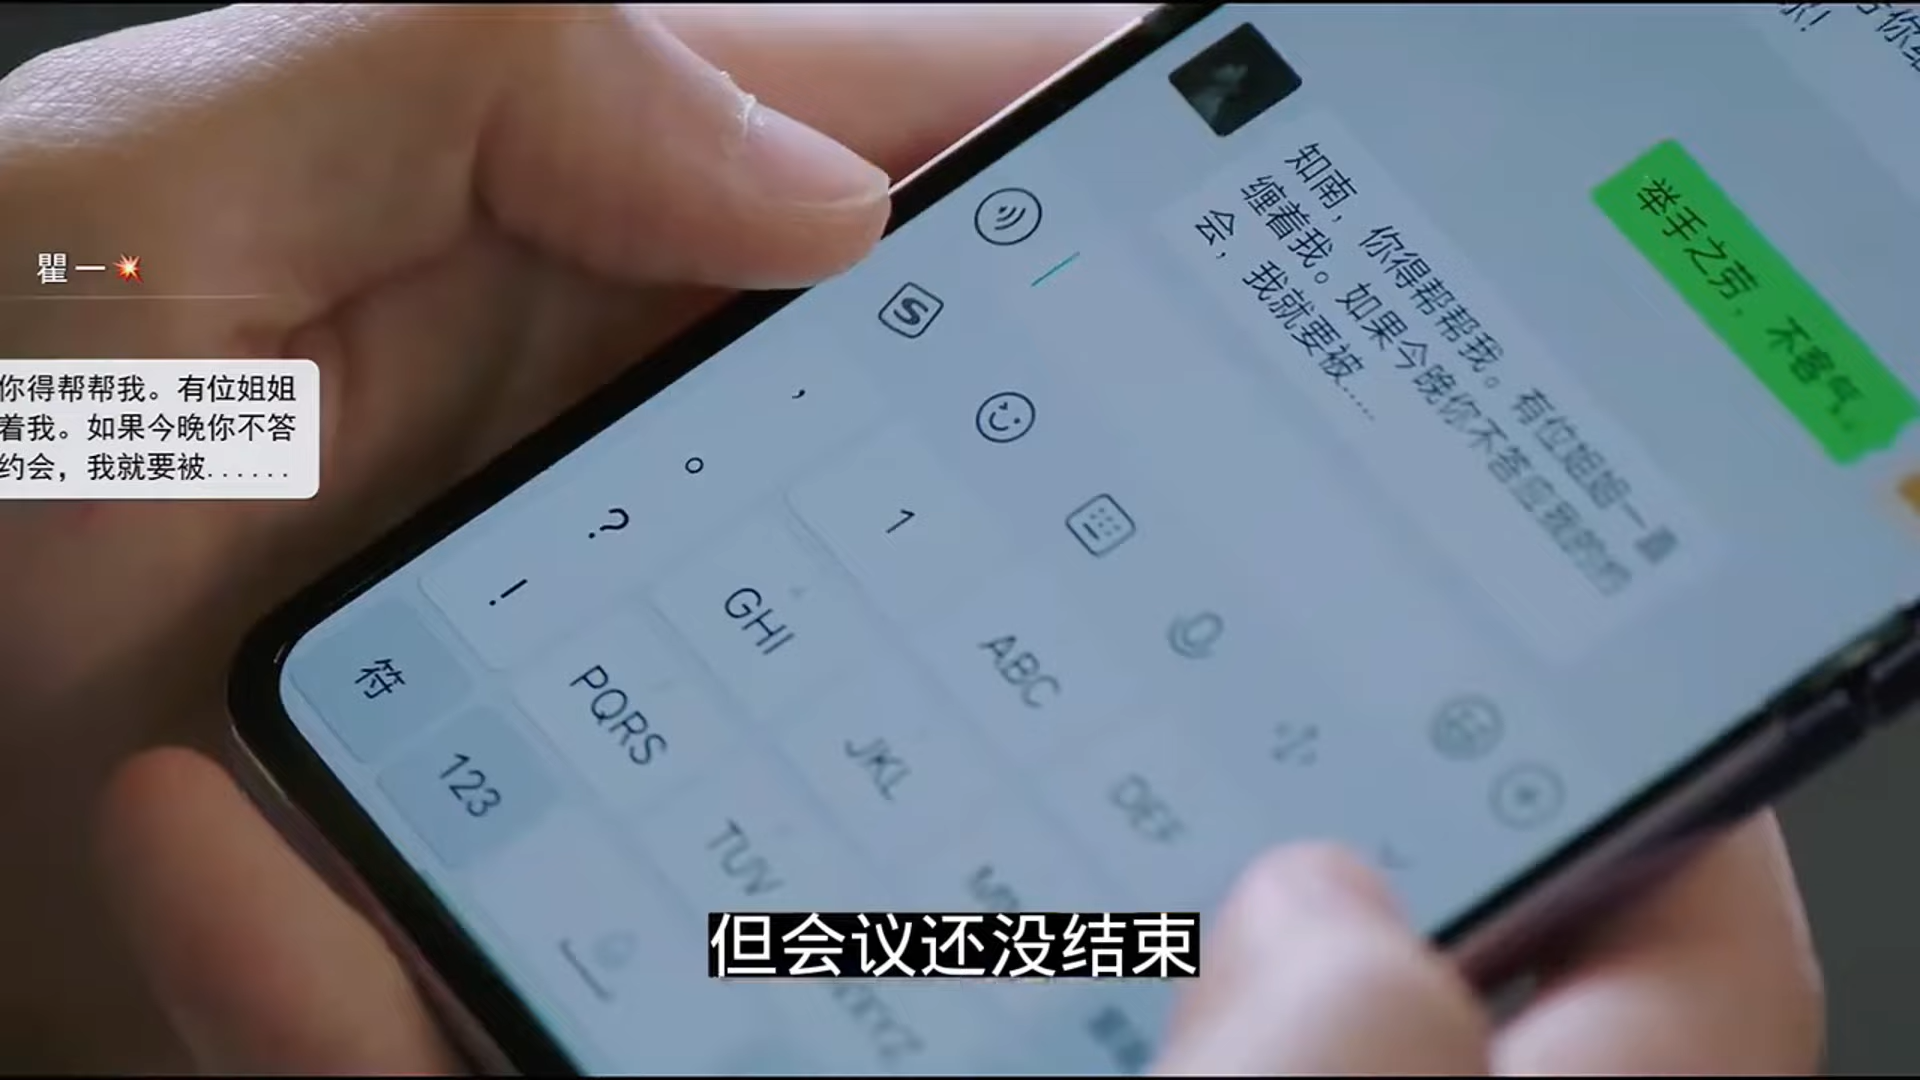 你!
举手之劳，不客气。
知南，你得帮帮我。有位姐姐一直
缠着我。如果今晚你不答应我的约
会，我就要被......
瞿一💥
你得帮帮我。有位姐姐
着我。如果今晚你不答
约会，我就要被......
，
。
?
!
1
ABC
DEF
GHI
JKL
PQRS
TUV
符
123
但会议还没结束